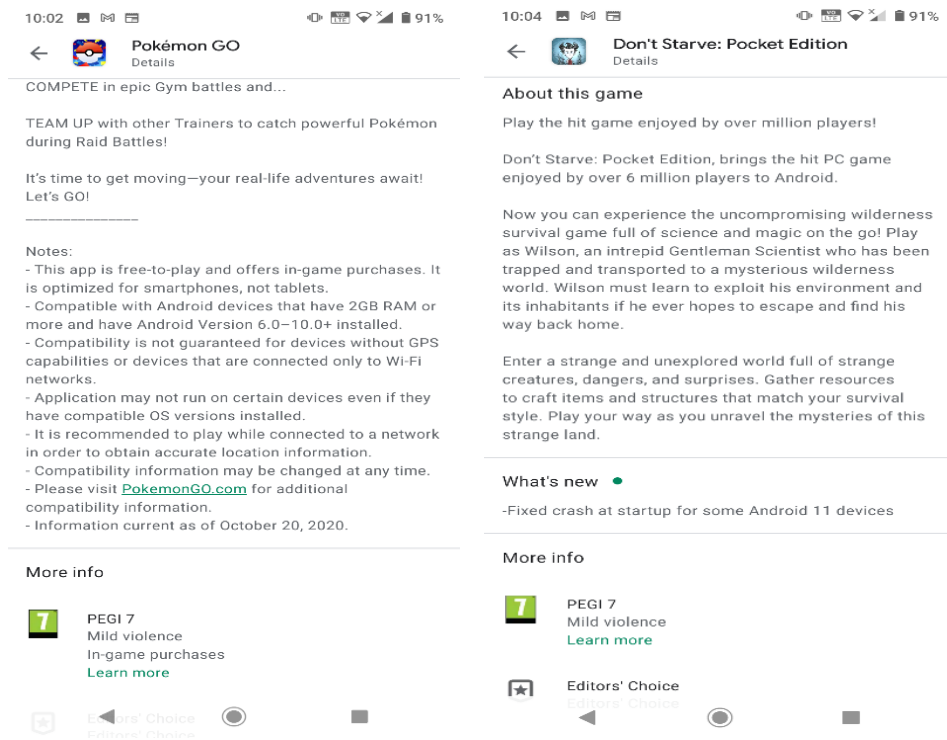 10:02
VO LTE
91%
Pokémon GO
Details
COMPETE in epic Gym battles and...
TEAM UP with other Trainers to catch powerful Pokémon
during Raid Battles!
It's time to get moving—your real-life adventures await!
Let's GO!
_______________
Notes:
- This app is free-to-play and offers in-game purchases. It
is optimized for smartphones, not tablets.
- Compatible with Android devices that have 2GB RAM or
more and have Android Version 6.0–10.0+ installed.
- Compatibility is not guaranteed for devices without GPS
capabilities or devices that are connected only to Wi-Fi
networks.
- Application may not run on certain devices even if they
have compatible OS versions installed.
- It is recommended to play while connected to a network
in order to obtain accurate location information.
- Compatibility information may be changed at any time.
- Please visit PokemonGO.com for additional
compatibility information.
- Information current as of October 20, 2020.
More info
7
PEGI 7
Mild violence
In-game purchases
Learn more
Editors' Choice
Editors' Choice
10:04
VO LTE
91%
Don't Starve: Pocket Edition
Details
About this game
Play the hit game enjoyed by over million players!
Don't Starve: Pocket Edition, brings the hit PC game
enjoyed by over 6 million players to Android.
Now you can experience the uncompromising wilderness
survival game full of science and magic on the go! Play
as Wilson, an intrepid Gentleman Scientist who has been
trapped and transported to a mysterious wilderness
world. Wilson must learn to exploit his environment and
its inhabitants if he ever hopes to escape and find his
way back home.
Enter a strange and unexplored world full of strange
creatures, dangers, and surprises. Gather resources
to craft items and structures that match your survival
style. Play your way as you unravel the mysteries of this
strange land.
What's new
-Fixed crash at startup for some Android 11 devices
More info
7
PEGI 7
Mild violence
Learn more
Editors' Choice
Editors' Choice